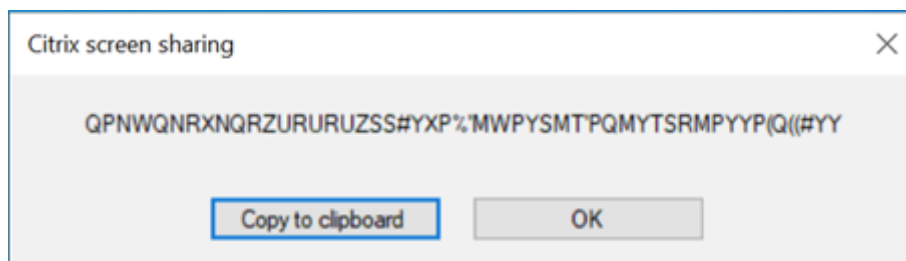 Citrix screen sharing
QPNWQNRXNQRZURURUZSS#YXP%'MWPYSMT'PQMYTSRMPYYP(Q((#YY
Copy to clipboard
OK